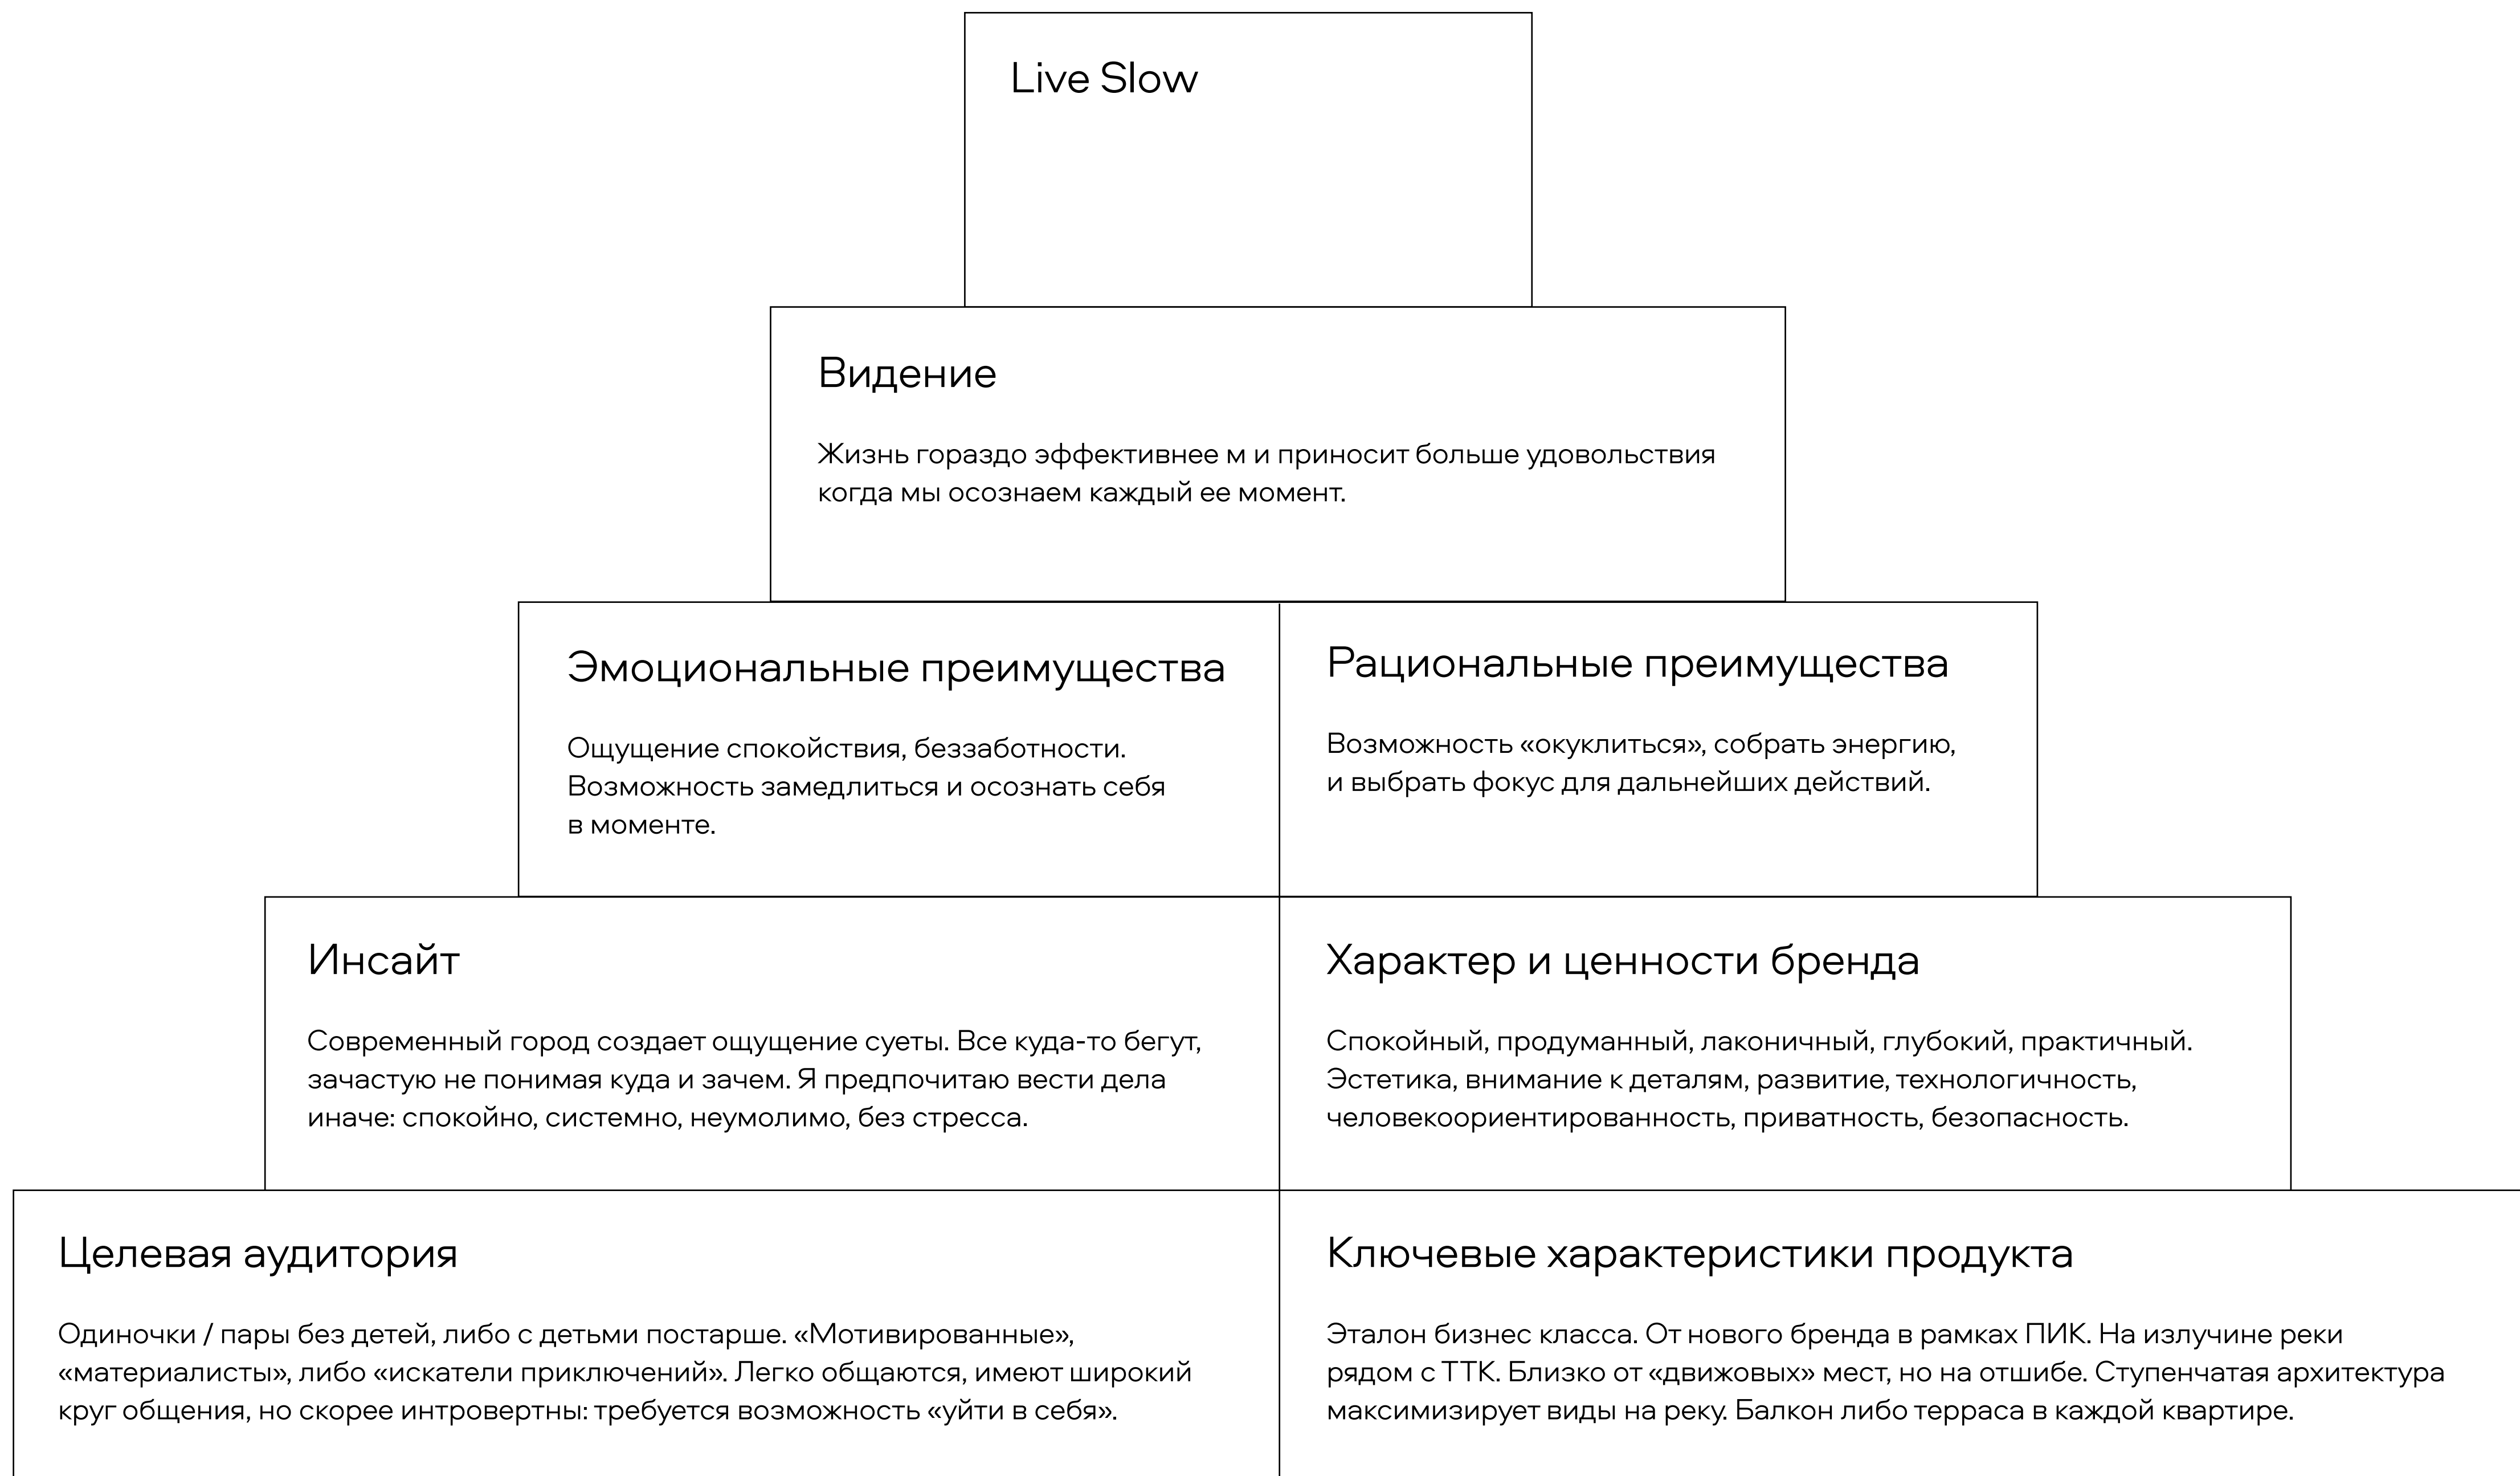 Live Slow
Видение
Жизнь гораздо эффективнее м и приносит больше удовольствия
когда мы осознаем каждый ее момент.
Эмоциональные преимущества
Ощущение спокойствия, беззаботности.
Возможность замедлиться и осознать себя
в моменте.
Рациональные преимущества
Возможность «окуклиться», собрать энергию,
и выбрать фокус для дальнейших действий.
Инсайт
Современный город создает ощущение суеты. Все куда-то бегут,
зачастую не понимая куда и зачем. Я предпочитаю вести дела
иначе: спокойно, системно, неумолимо, без стресса.
Характер и ценности бренда
Спокойный, продуманный, лаконичный, глубокий, практичный.
Эстетика, внимание к деталям, развитие, технологичность,
человекоориентированность, приватность, безопасность.
Целевая аудитория
Одиночки / пары без детей, либо с детьми постарше. «Мотивированные»,
«материалисты», либо «искатели приключений». Легко общаются, имеют широкий
круг общения, но скорее интровертны: требуется возможность «уйти в себя».
Ключевые характеристики продукта
Эталон бизнес класса. От нового бренда в рамках ПИК. На излучине реки
рядом с ТТК. Близко от «движовых» мест, но на отшибе. Ступенчатая архитектура
максимизирует виды на реку. Балкон либо терраса в каждой квартире.